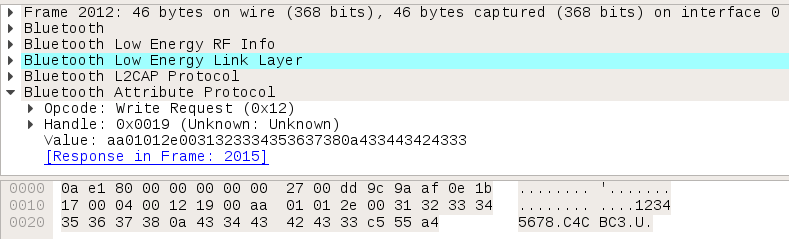 Frame 2012: 46 bytes on wire (368 bits), 46 bytes captured (368 bits) on interface 0
Bluetooth
Bluetooth Low Energy RF Info
Bluetooth Low Energy Link Layer
Bluetooth L2CAP Protocol
Bluetooth Attribute Protocol
Opcode: Write Request (0x12)
Handle: 0x0019 (Unknown: Unknown)
Value: aa01012e0031323334353637380a433443424333
[Response in Frame: 2015]
0000 0a e1 80 00 00 00 00 00 27 00 dd 9c 9a af 0e 1b ........ '.......
0010 17 00 04 00 12 19 00 aa 01 01 2e 00 31 32 33 34 ........ ....1234
0020 35 36 37 38 0a 43 34 43 42 43 33 c5 55 a4 5678.C4C BC3.U.